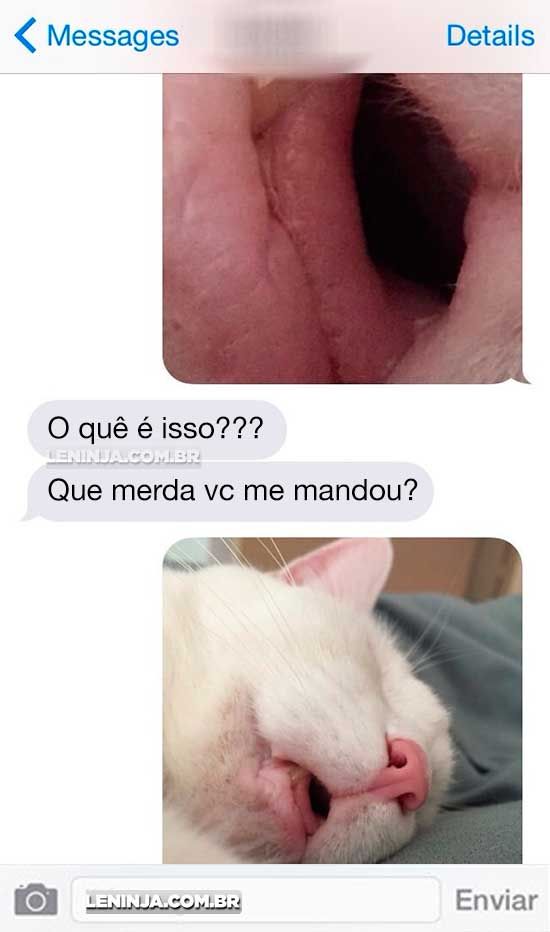 Messages
Details
O quê é isso???
LENINJA.COM.BR
Que merda vc me mandou?
LENINJA.COM.BR
Enviar